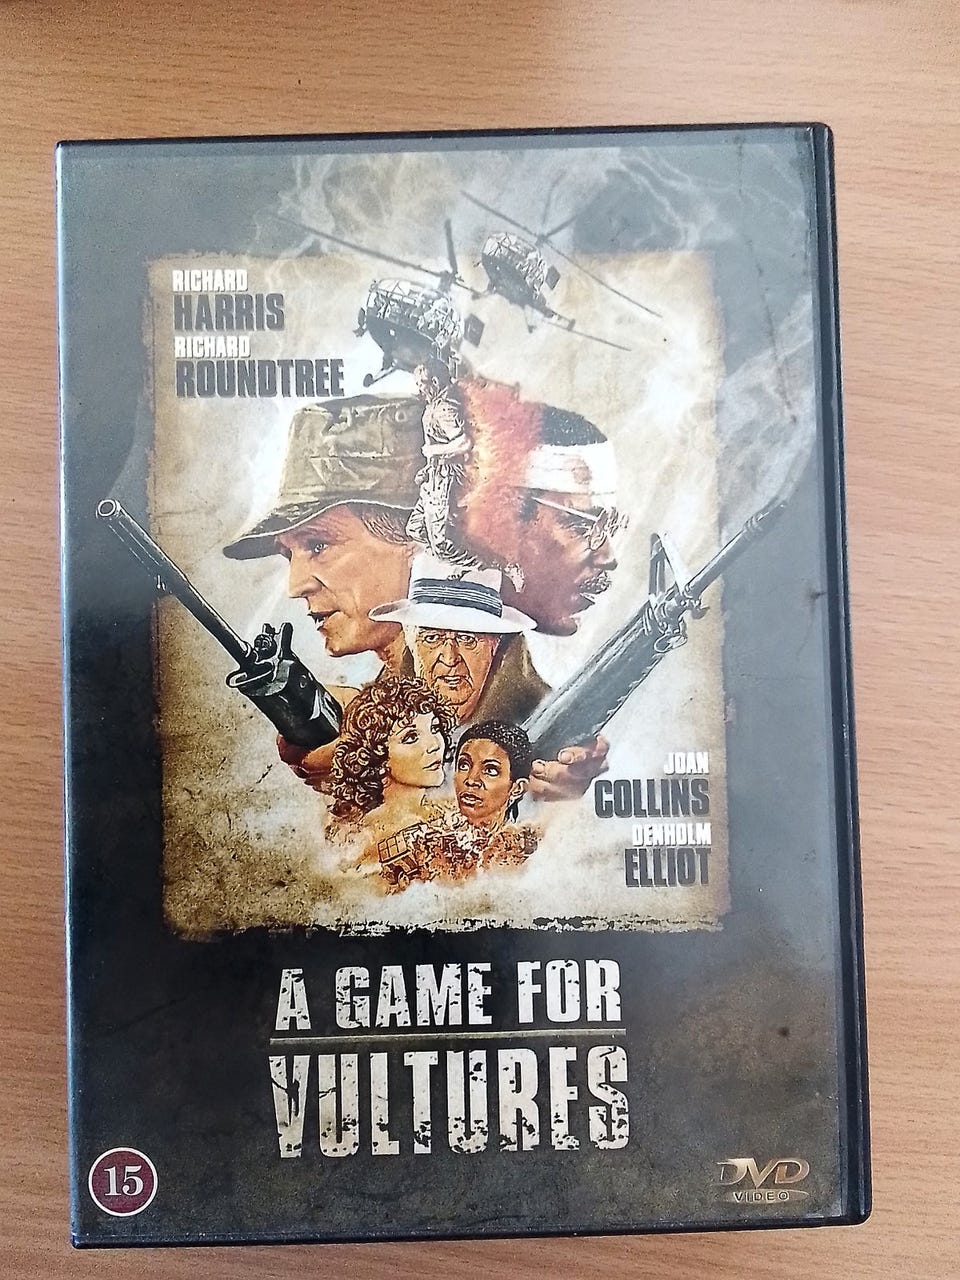 RICHARD
HARRIS
RICHARD
ROUNDTREE
JOAN
COLLINS
DENHOLM
ELLIOT
A GAME FOR
VULTURES
15
DVD
VIDEO